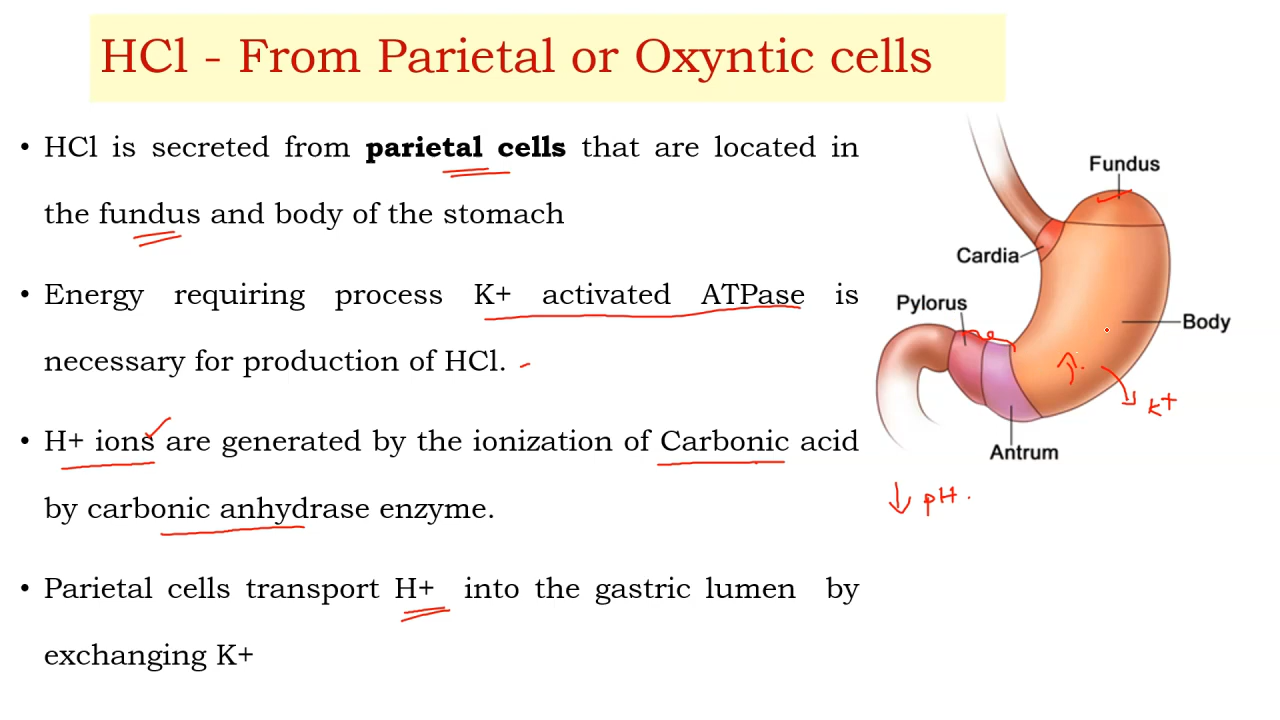 HCl - From Parietal or Oxyntic cells
• HCl is secreted from parietal cells that are located in
the fundus and body of the stomach
• Energy requiring process K+ activated ATPase is
necessary for production of HCl.
• H+ ions are generated by the ionization of Carbonic acid
by carbonic anhydrase enzyme.
• Parietal cells transport H+ into the gastric lumen by
exchanging K+
Fundus
Cardia
Pylorus
Body
K+
Antrum
↓ pH.